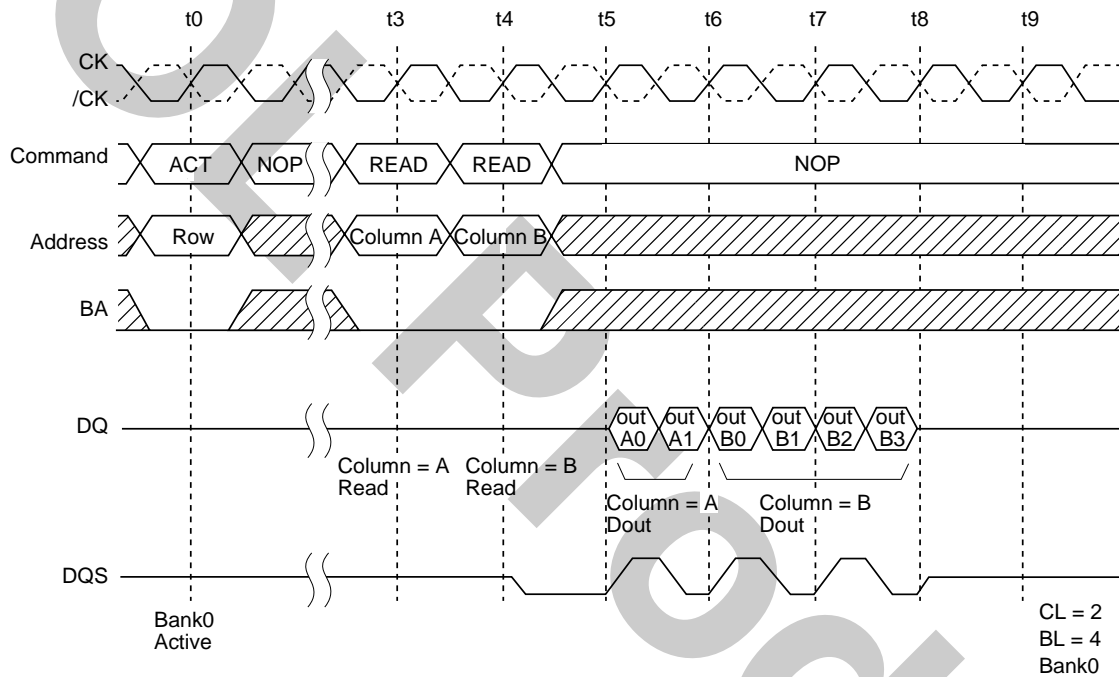 t0 t3 t4 t5 t6 t7 t8 t9
CK
/CK
Command ACT NOP READ READ NOP
Address Row Column A Column B
BA
DQ out A0 out A1 out B0 out B1 out B2 out B3
Column = A Read
Column = B Read
Column = A Dout
Column = B Dout
DQS
Bank0
Active
CL = 2
BL = 4
Bank0